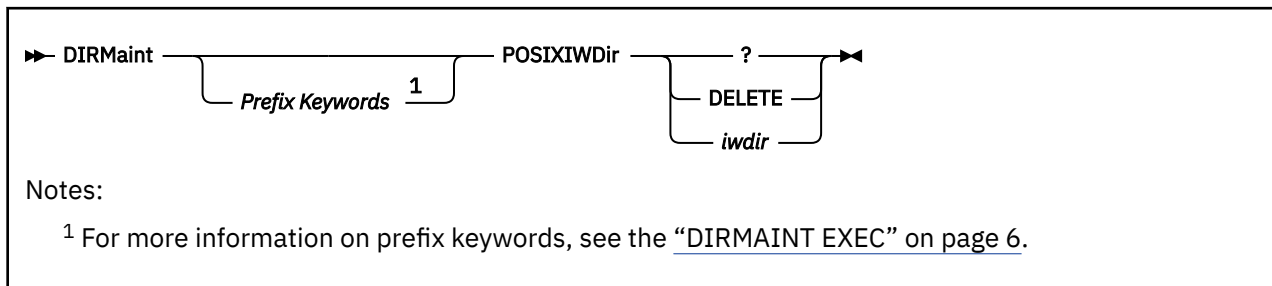 DIRMaint Prefix Keywords 1 POSIXIWDir ?
DELETE
iwdir
Notes:
1 For more information on prefix keywords, see the “DIRMAINT EXEC” on page 6.